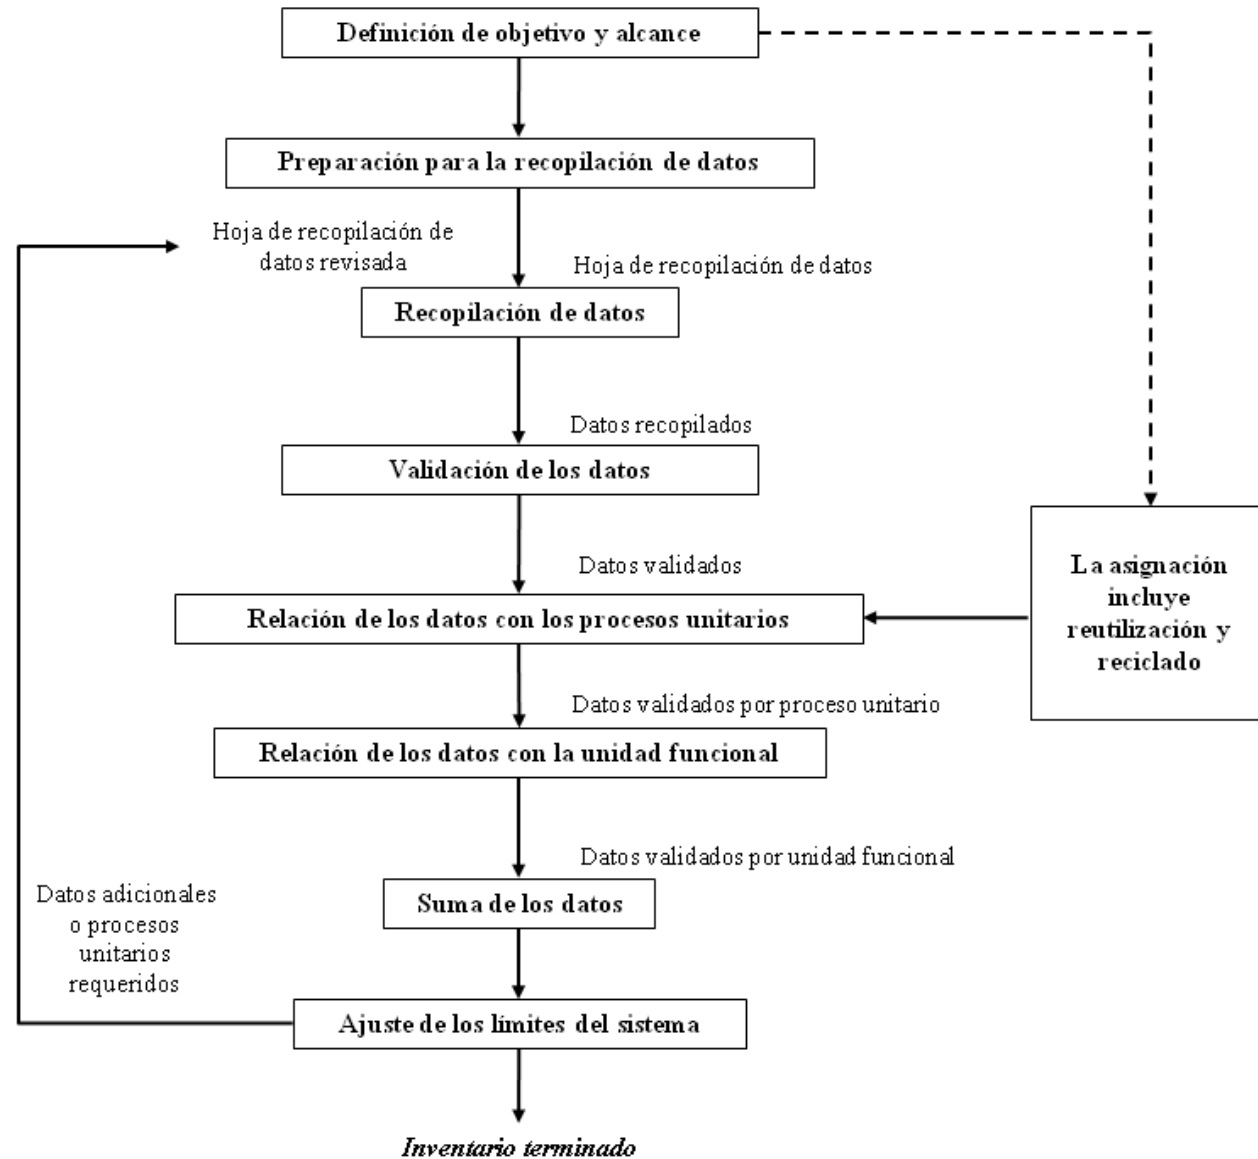 Definición de objetivo y alcance
Preparación para la recopilación de datos
Hoja de recopilación de
datos revisada
Hoja de recopilación de datos
Recopilación de datos
Datos recopilados
Validación de los datos
Datos validados
La asignación
incluye
reutilización y
reciclado
Relación de los datos con los procesos unitarios
Datos validados por proceso unitario
Relación de los datos con la unidad funcional
Datos validados por unidad funcional
Suma de los datos
Datos adicionales
o procesos
unitarios
requeridos
Ajuste de los límites del sistema
Inventario terminado